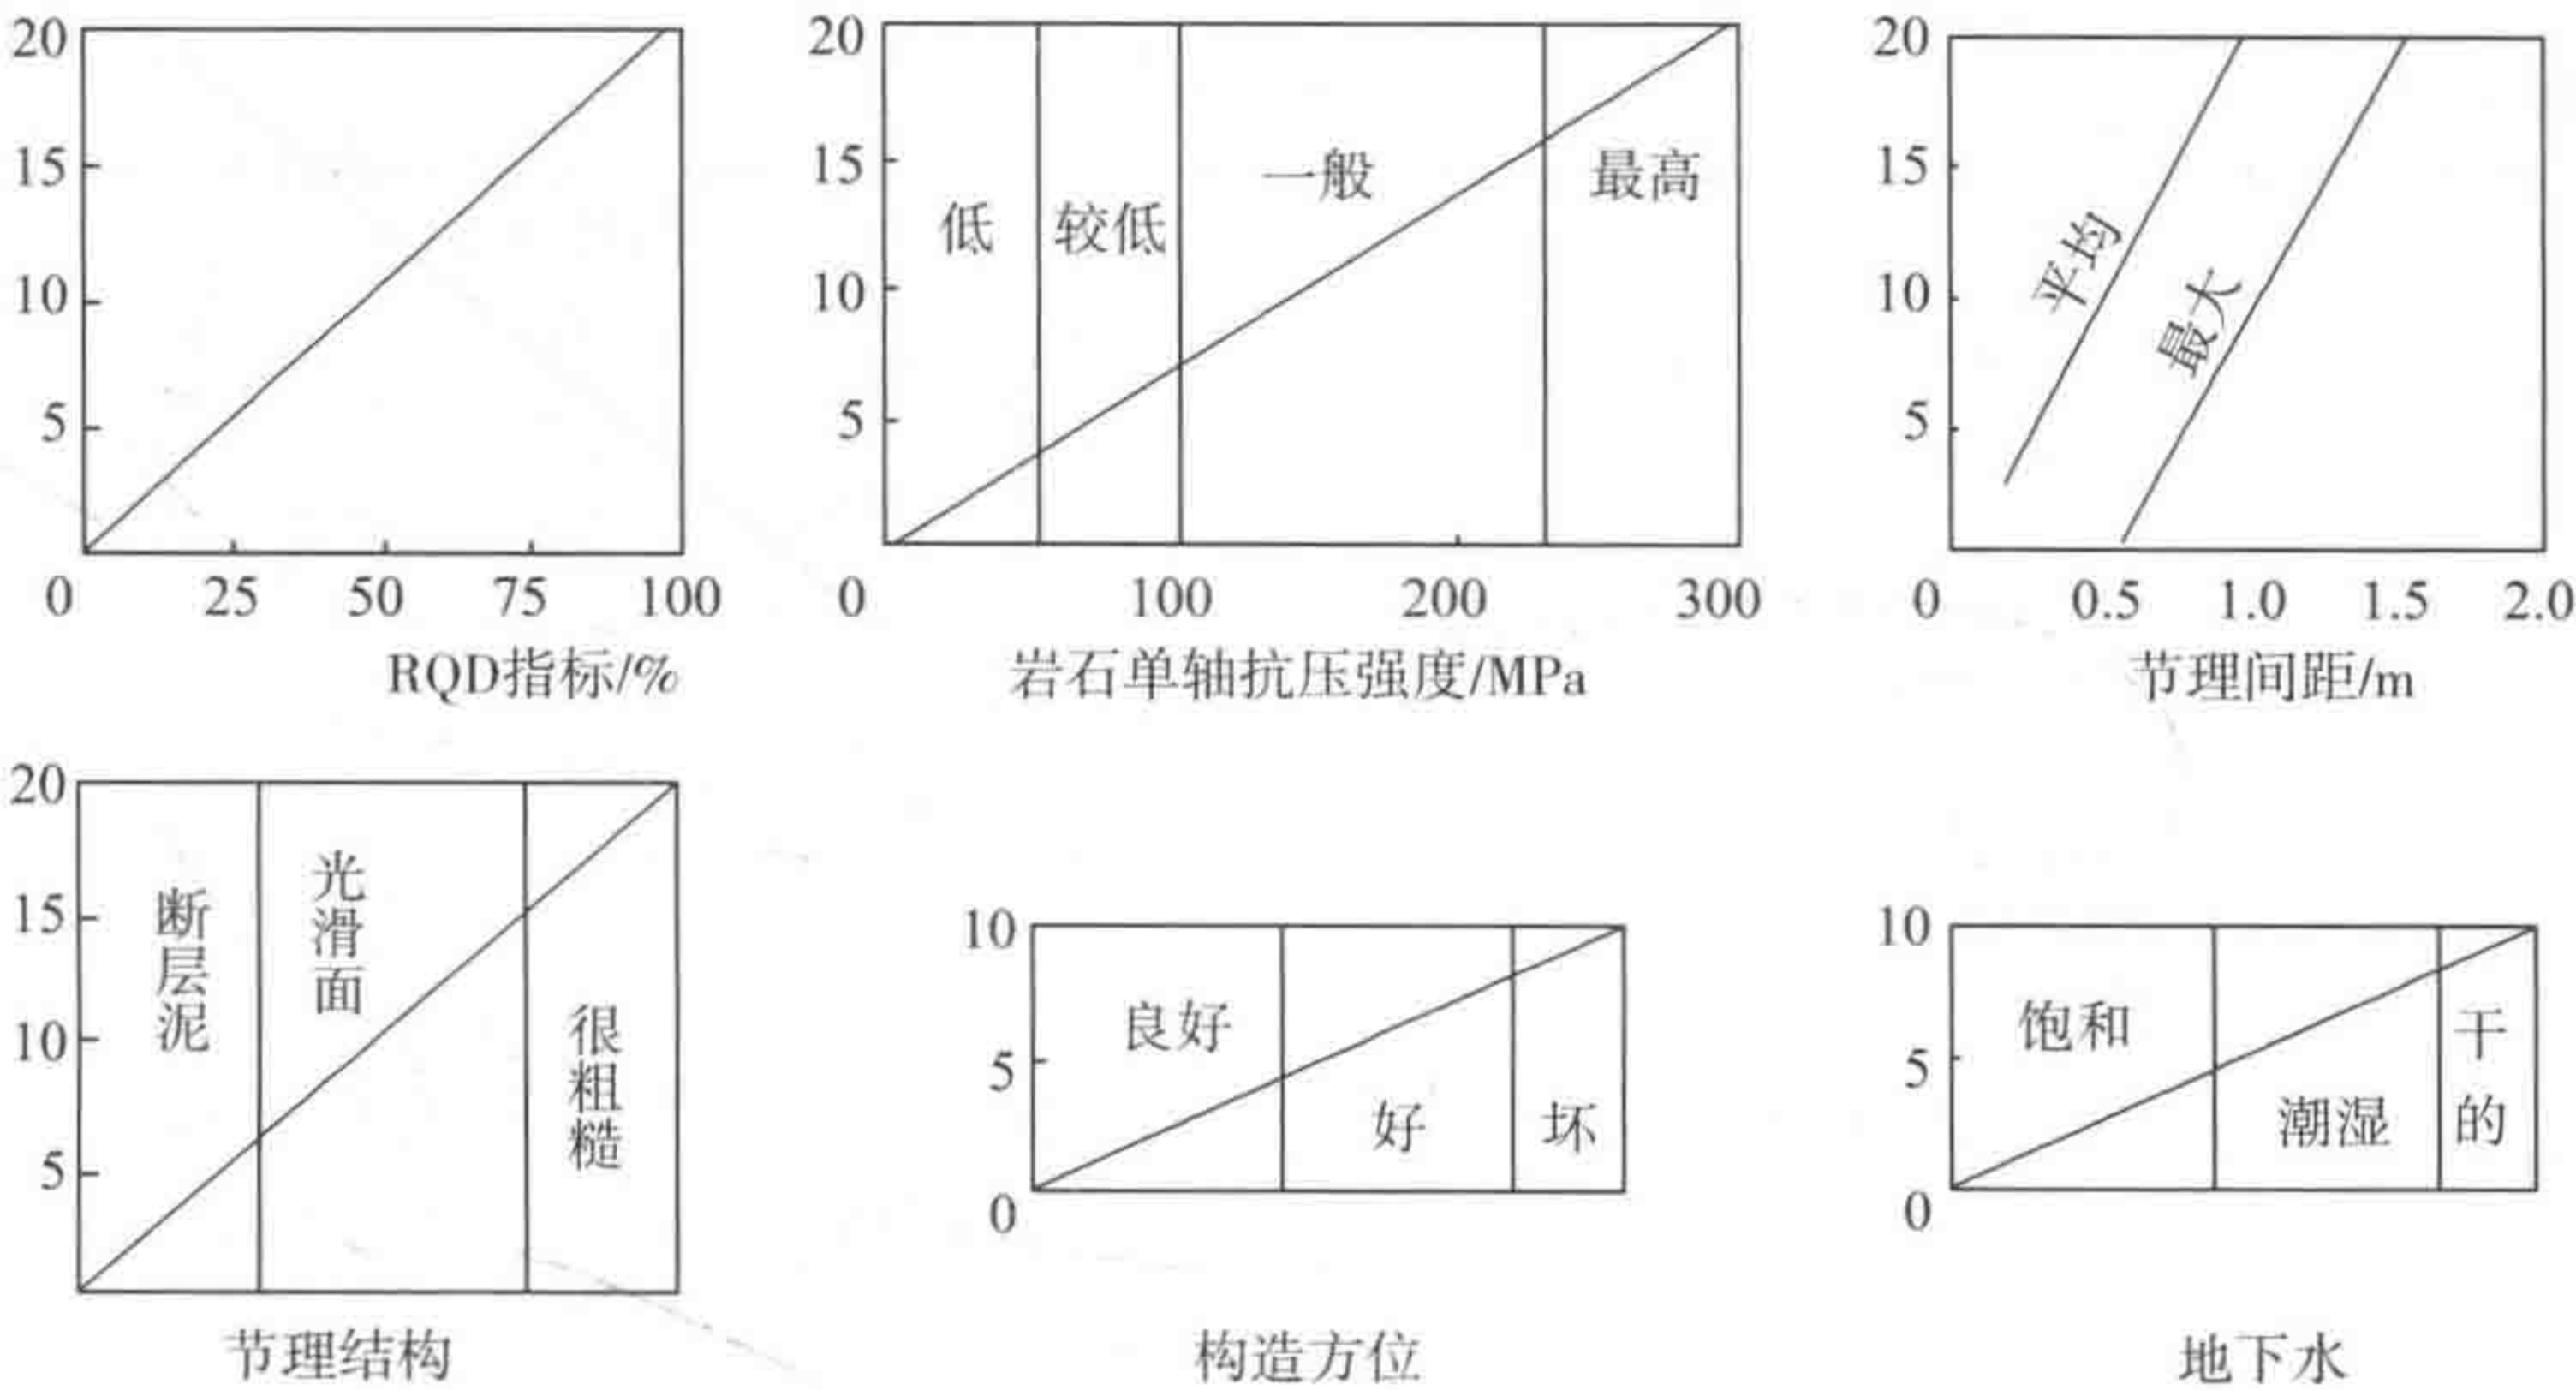 20
15
10
5
0 25 50 75 100
RQD指标/%
20
15
10
5
低
较低
一般
最高
0 100 200 300
岩石单轴抗压强度/MPa
20
15
10
5
平均
最大
0 0.5 1.0 1.5 2.0
节理间距/m
20
15
10
5
断层泥
光滑面
很粗糙
节理结构
10
5
0
良好
好
坏
构造方位
10
5
0
饱和
潮湿
干的
地下水